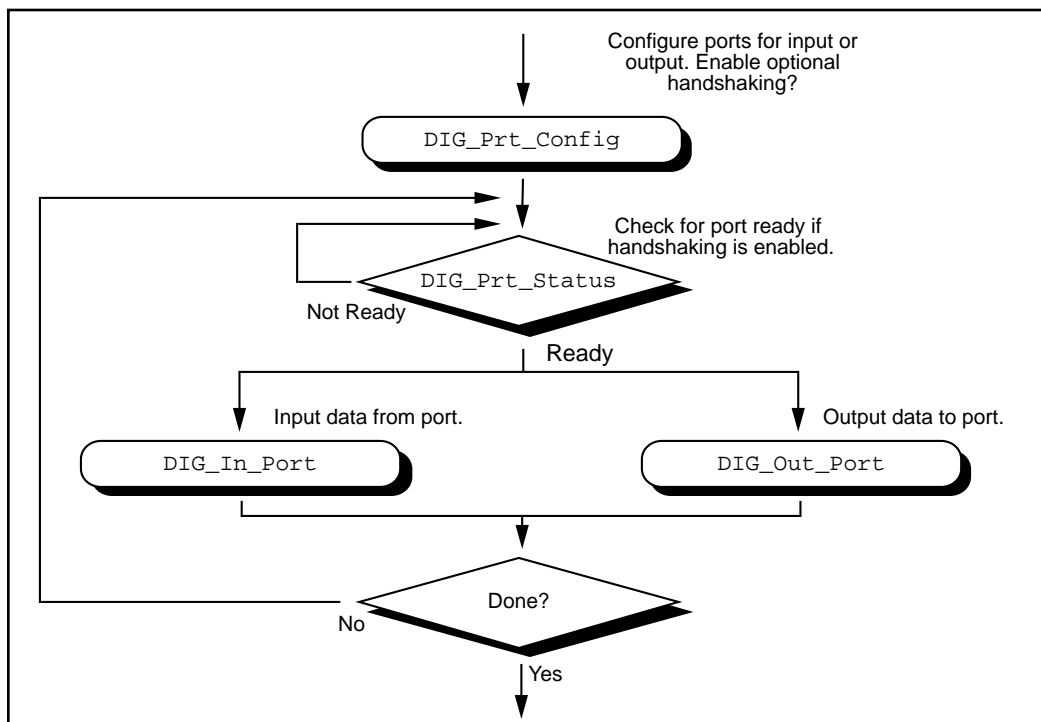 Configure ports for input or
output. Enable optional
handshaking?
DIG_Prt_Config
Check for port ready if
handshaking is enabled.
DIG_Prt_Status
Not Ready
Ready
Input data from port.
Output data to port.
DIG_In_Port
DIG_Out_Port
Done?
No
Yes